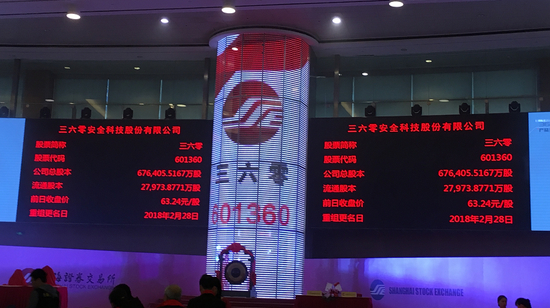 三六零安全科技股份有限公司
股票简称 三六零
股票代码 601360
公司总股本 676,405.5167万股
流通股本 27,973.8771万股
前日收盘价 63.24元/股
重组更名日 2018年2月28日
三六零
601360
三六零安全科技股份有限公司
股票简称 三六零
股票代码 601360
公司总股本 676,405.5167万股
流通股本 27,973.8771万股
前日收盘价 63.24元/股
重组更名日 2018年2月28日
海證券交易所
SHANGHAI STOCK EXCHANGE